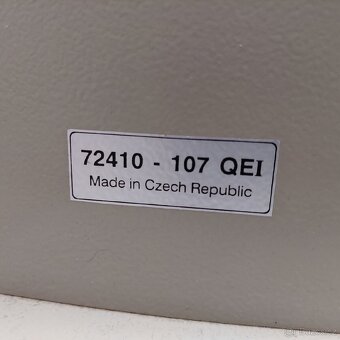 72410 - 107 QEI
Made in Czech Republic